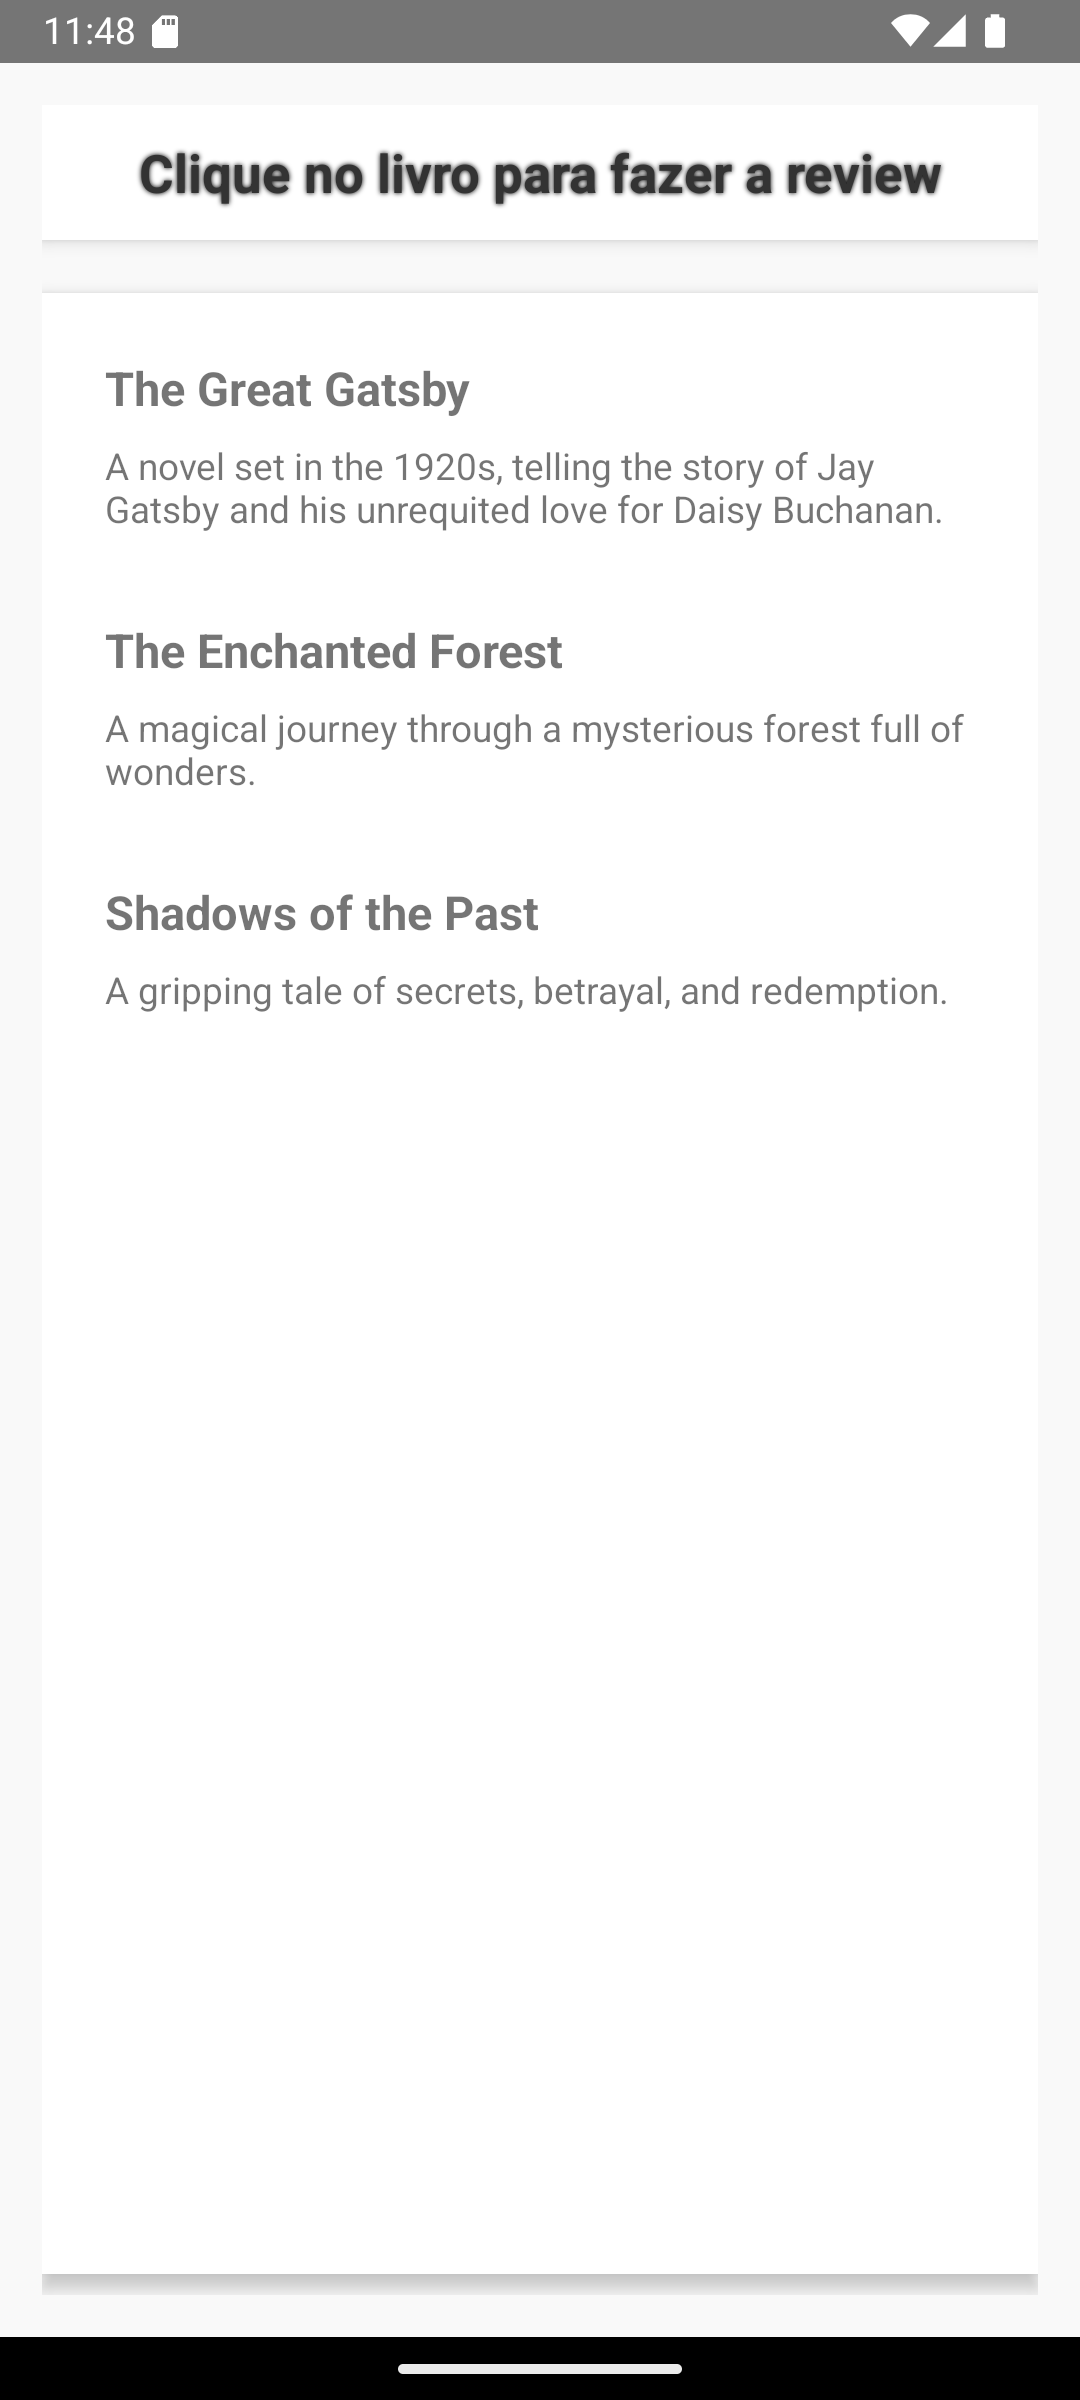 11:48
Clique no livro para fazer a review
The Great Gatsby
A novel set in the 1920s, telling the story of Jay
Gatsby and his unrequited love for Daisy Buchanan.
The Enchanted Forest
A magical journey through a mysterious forest full of
wonders.
Shadows of the Past
A gripping tale of secrets, betrayal, and redemption.